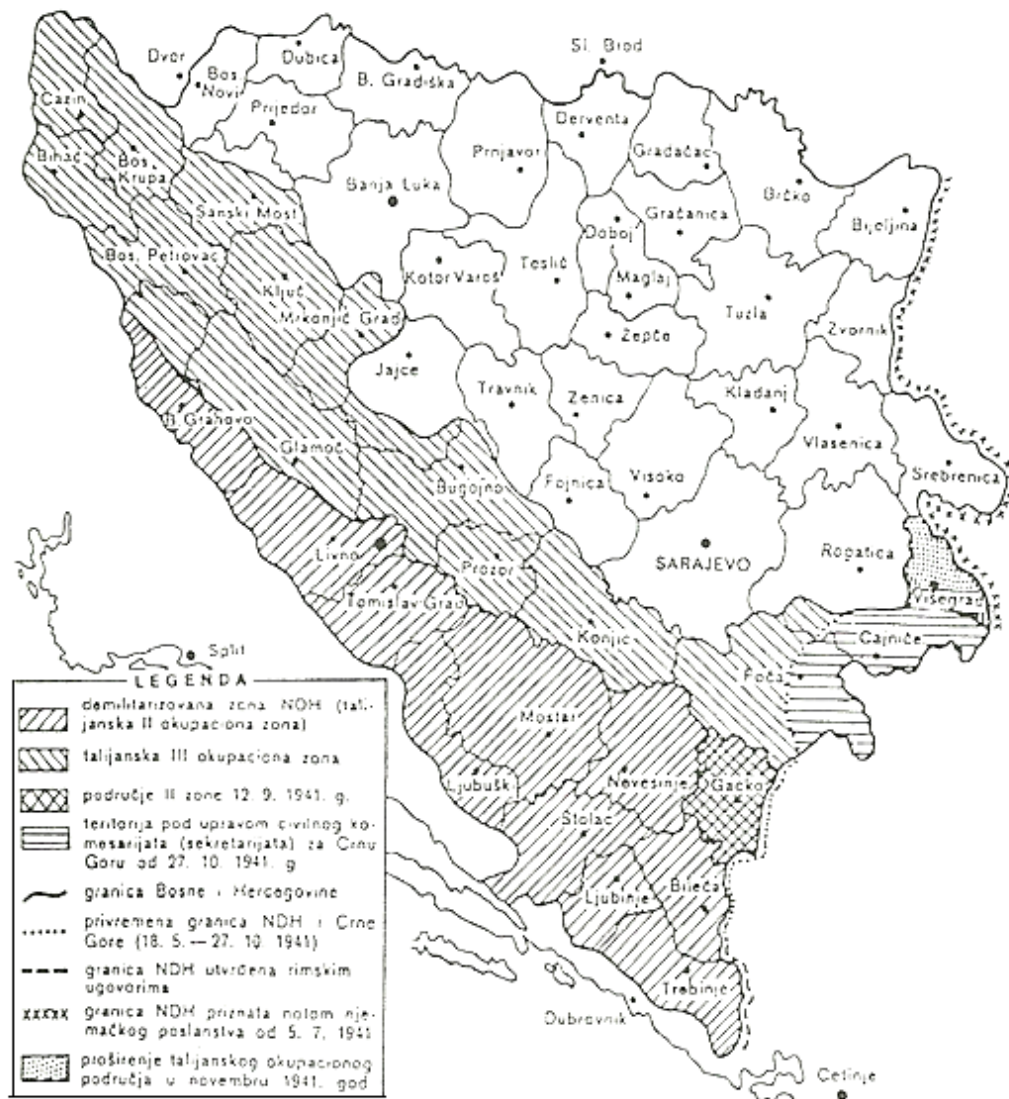 Dvor
Bos.
Novi
Dubica
B. Gradiška
Sl. Brod
Prijedor
Cazin
Bihać
Bos.
Krupa
Sanski Most
Banja Luka
Prnjavor
Derventa
Gradačac
Brčko
Bijeljina
Gračanica
Doboj
Bos. Petrovac
Ključ
Kotor Varoš
Teslić
Maglaj
Tuzla
Mrkonjić Grad
Žepče
Zvornik
Jajce
Travnik
Zenica
Kladanj
Vlasenica
B. Grahovo
Glamoč
Bugojno
Fojnica
Visoko
Srebrenica
Livno
Prozor
SARAJEVO
Rogatica
Višegrad
Tomislav Grad
Konjic
Čajniče
Foča
Split
Mostar
Ljubuški
Nevesinje
Gacko
Stolac
Ljubinje
Bileća
Trebinje
Dubrovnik
Cetinje
LEGENDA
demilitarizovana zona NDH (tali-
janska II okupaciona zona)
talijanska III okupaciona zona
područje II zone 12. 9. 1941. g.
teritorija pod upravom civilnog ko-
mesarijata (sekretarijata) za Crnu
Goru od 27. 10. 1941. g
granica Bosne i Hercegovine
privremena granica NDH i Crne
Gore (18. 5. — 27. 10. 1941)
granica NDH utvrđena rimskim
ugovorima
granica NDH priznata notom nje-
mačkog poslanstva od 5. 7. 1941
proširenje talijanskog okupacionog
područja u novembru 1941. god.